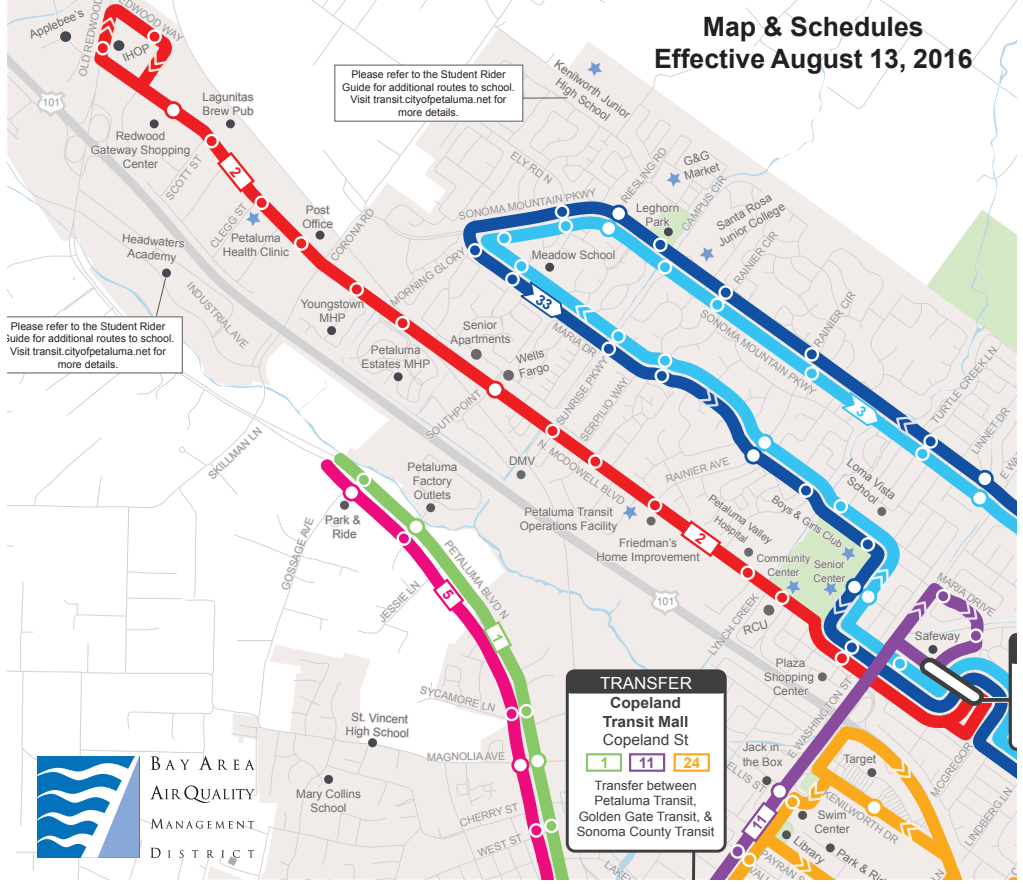 Map & Schedules
Effective August 13, 2016
Applebee's
OLD REDWOOD
REDWOOD WAY
IHOP
101
Lagunitas
Brew Pub
Redwood
Gateway Shopping
Center
SCOTT ST
2
CLEGG ST
Petaluma
Health Clinic
Post
Office
CORONA RD
Headwaters
Academy
INDUSTRIAL AVE
Please refer to the Student Rider
Guide for additional routes to school.
Visit transit.cityofpetaluma.net for
more details.
Kenilworth Junior
High School
Please refer to the Student Rider
Guide for additional routes to school.
Visit transit.cityofpetaluma.net for
more details.
ELY RD N
RIESLING RD
G&G
Market
SONOMA MOUNTAIN PKWY
Leghorn
Park
CAMPUS CIR
Santa Rosa
Junior College
RAINIER CIR
Meadow School
MORNING GLORY
33
MARIA DR
RAINIER CIR
SONOMA MOUNTAIN PKWY
3
TURTLE CREEK LN
LINNET DR
E WA
Youngstown
MHP
Petaluma
Estates MHP
Senior
Apartments
Wells
Fargo
SUNRISE PKWY
SERPILIO WAY
SOUTHPOINT
N. MCDOWELL BLVD
RAINIER AVE
SKILLMAN LN
Petaluma
Factory
Outlets
DMV
Petaluma Transit
Operations Facility
Friedman's
Home Improvement
Petaluma Valley
Hospital
Boys & Girls Club
Loma Vista
School
Community
Center
Senior
Center
2
Park &
Ride
GOSSAGE AVE
PETALUMA BLVD N
JESSIE LN
5
1
101
LYNCH CREEK
RCU
MARIA DRIVE
Safeway
Plaza
Shopping
Center
E WASHINGTON ST
SYCAMORE LN
St. Vincent
High School
MAGNOLIA AVE
Mary Collins
School
CHERRY ST
WEST ST
TRANSFER
Copeland
Transit Mall
Copeland St
1 11 24
Transfer between
Petaluma Transit,
Golden Gate Transit, &
Sonoma County Transit
LAKE
Jack in
the Box
ELLIS ST
11
Target
MCGREGOR
LINDBERG LN
KENILWORTH DR
Swim
Center
Library
Park & Ri
PAYRAN ST
BAY AREA
AIR QUALITY
MANAGEMENT
DISTRICT